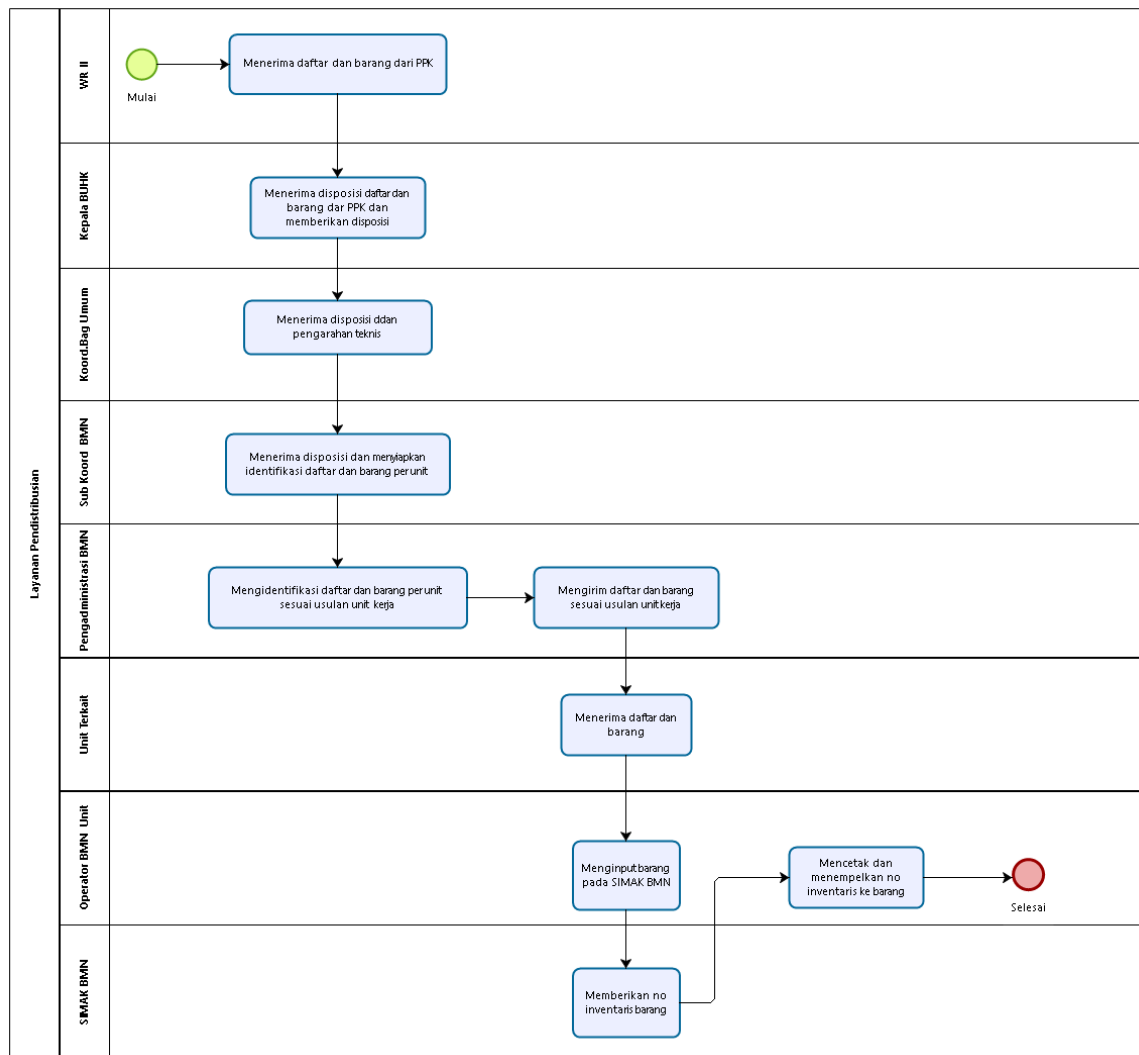 Layanan Pendistribusian
WR II
Mulai
Menerima daftar dan barang dari PPK
Kepala BUHK
Menerima disposisi daftar dan
barang dar PPK dan
memberikan disposisi
Koord.Bag Umum
Menerima disposisi ddan
pengarahan teknis
Sub Koord BMN
Menerima disposisi dan menyiapkan
identifikasi daftar dan barang per unit
Pengadministrasi BMN
Mengidentifikasi daftar dan barang per unit
sesuai usulan unit kerja
Mengirim daftar dan barang
sesuai usulan unit kerja
Unit Terkait
Menerima daftar dan
barang
Operator BMN Unit
Menginput barang
pada SIMAK BMN
Mencetak dan
menempelkan no
inventaris ke barang
Selesai
SIMAK BMN
Memberikan no
inventaris barang